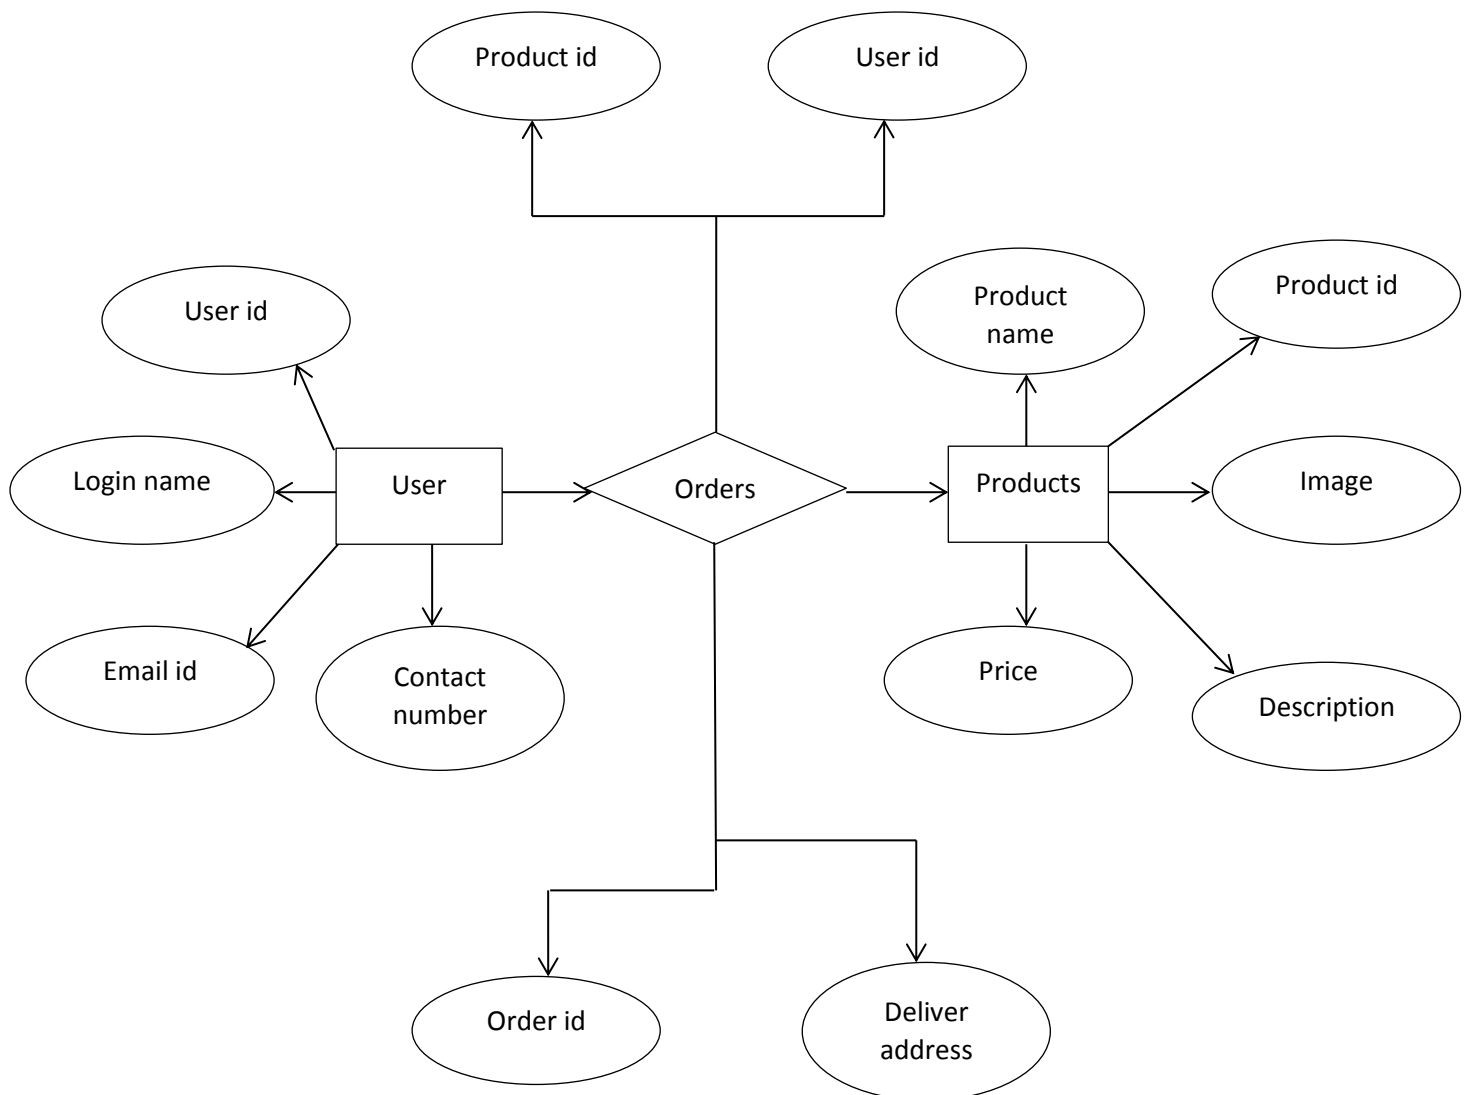 Product id
User id
User id
Product
name
Product id
Login name
User
Orders
Products
Image
Email id
Contact
number
Price
Description
Order id
Deliver
address